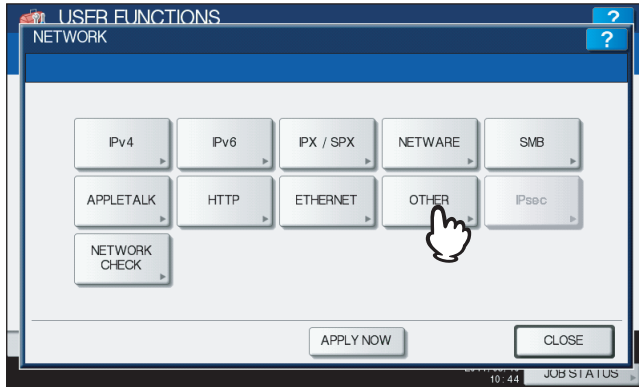 USER FUNCTIONS
?
NETWORK
?
IPv4
IPv6
IPX / SPX
NETWARE
SMB
APPLETALK
HTTP
ETHERNET
OTHER
IPsec
NETWORK
CHECK
APPLY NOW
CLOSE
10:44
JOB STATUS